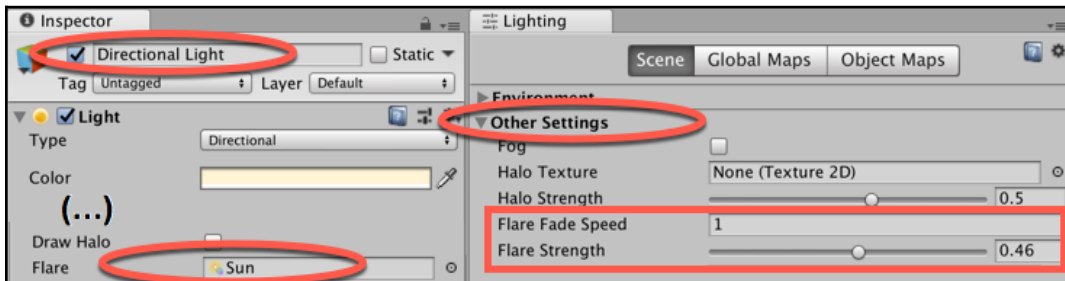 Inspector
Directional Light Static
Tag Untagged Layer Default
Light
Type Directional
Color
(...)
Draw Halo
Flare Sun
Lighting
Scene Global Maps Object Maps
Environment
Other Settings
Fog
Halo Texture None (Texture 2D)
Halo Strength 0.5
Flare Fade Speed 1
Flare Strength 0.46